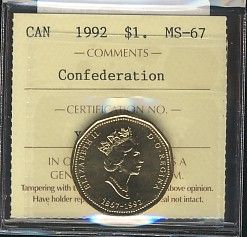 CAN 1992 $1. MS-67
COMMENTS
Confederation
CERTIFICATION NO.
ELIZABETH II D·G·REGINA
1867-1992
IN C
S A
GEN
Tampering with
above opinion.
Have holder
seal not intact.